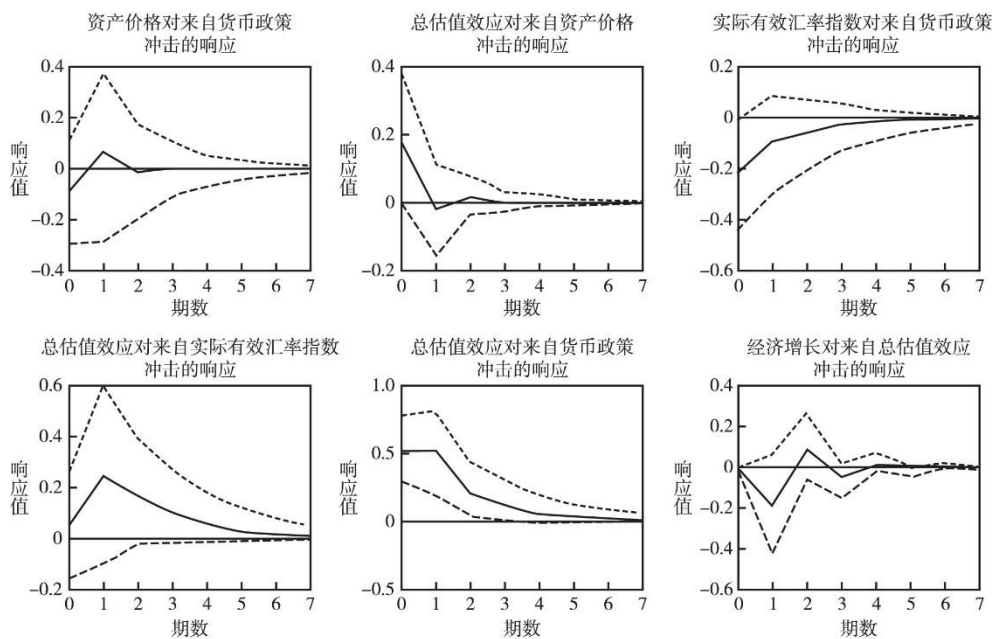 资产价格对来自货币政策
冲击的响应
0.4
0.2
0
−0.2
−0.4
响应值
0 1 2 3 4 5 6 7
期数
总估值效应对来自资产价格
冲击的响应
0.4
0.2
0
−0.2
响应值
0 1 2 3 4 5 6 7
期数
实际有效汇率指数对来自货币政策
冲击的响应
0.2
0
−0.2
−0.4
−0.6
响应值
0 1 2 3 4 5 6 7
期数
总估值效应对来自实际有效汇率指数
冲击的响应
0.6
0.4
0.2
0
−0.2
响应值
0 1 2 3 4 5 6 7
期数
总估值效应对来自货币政策
冲击的响应
1.0
0.5
0
−0.5
响应值
0 1 2 3 4 5 6 7
期数
经济增长对来自总估值效应
冲击的响应
0.4
0.2
0
−0.2
−0.4
−0.6
响应值
0 1 2 3 4 5 6 7
期数